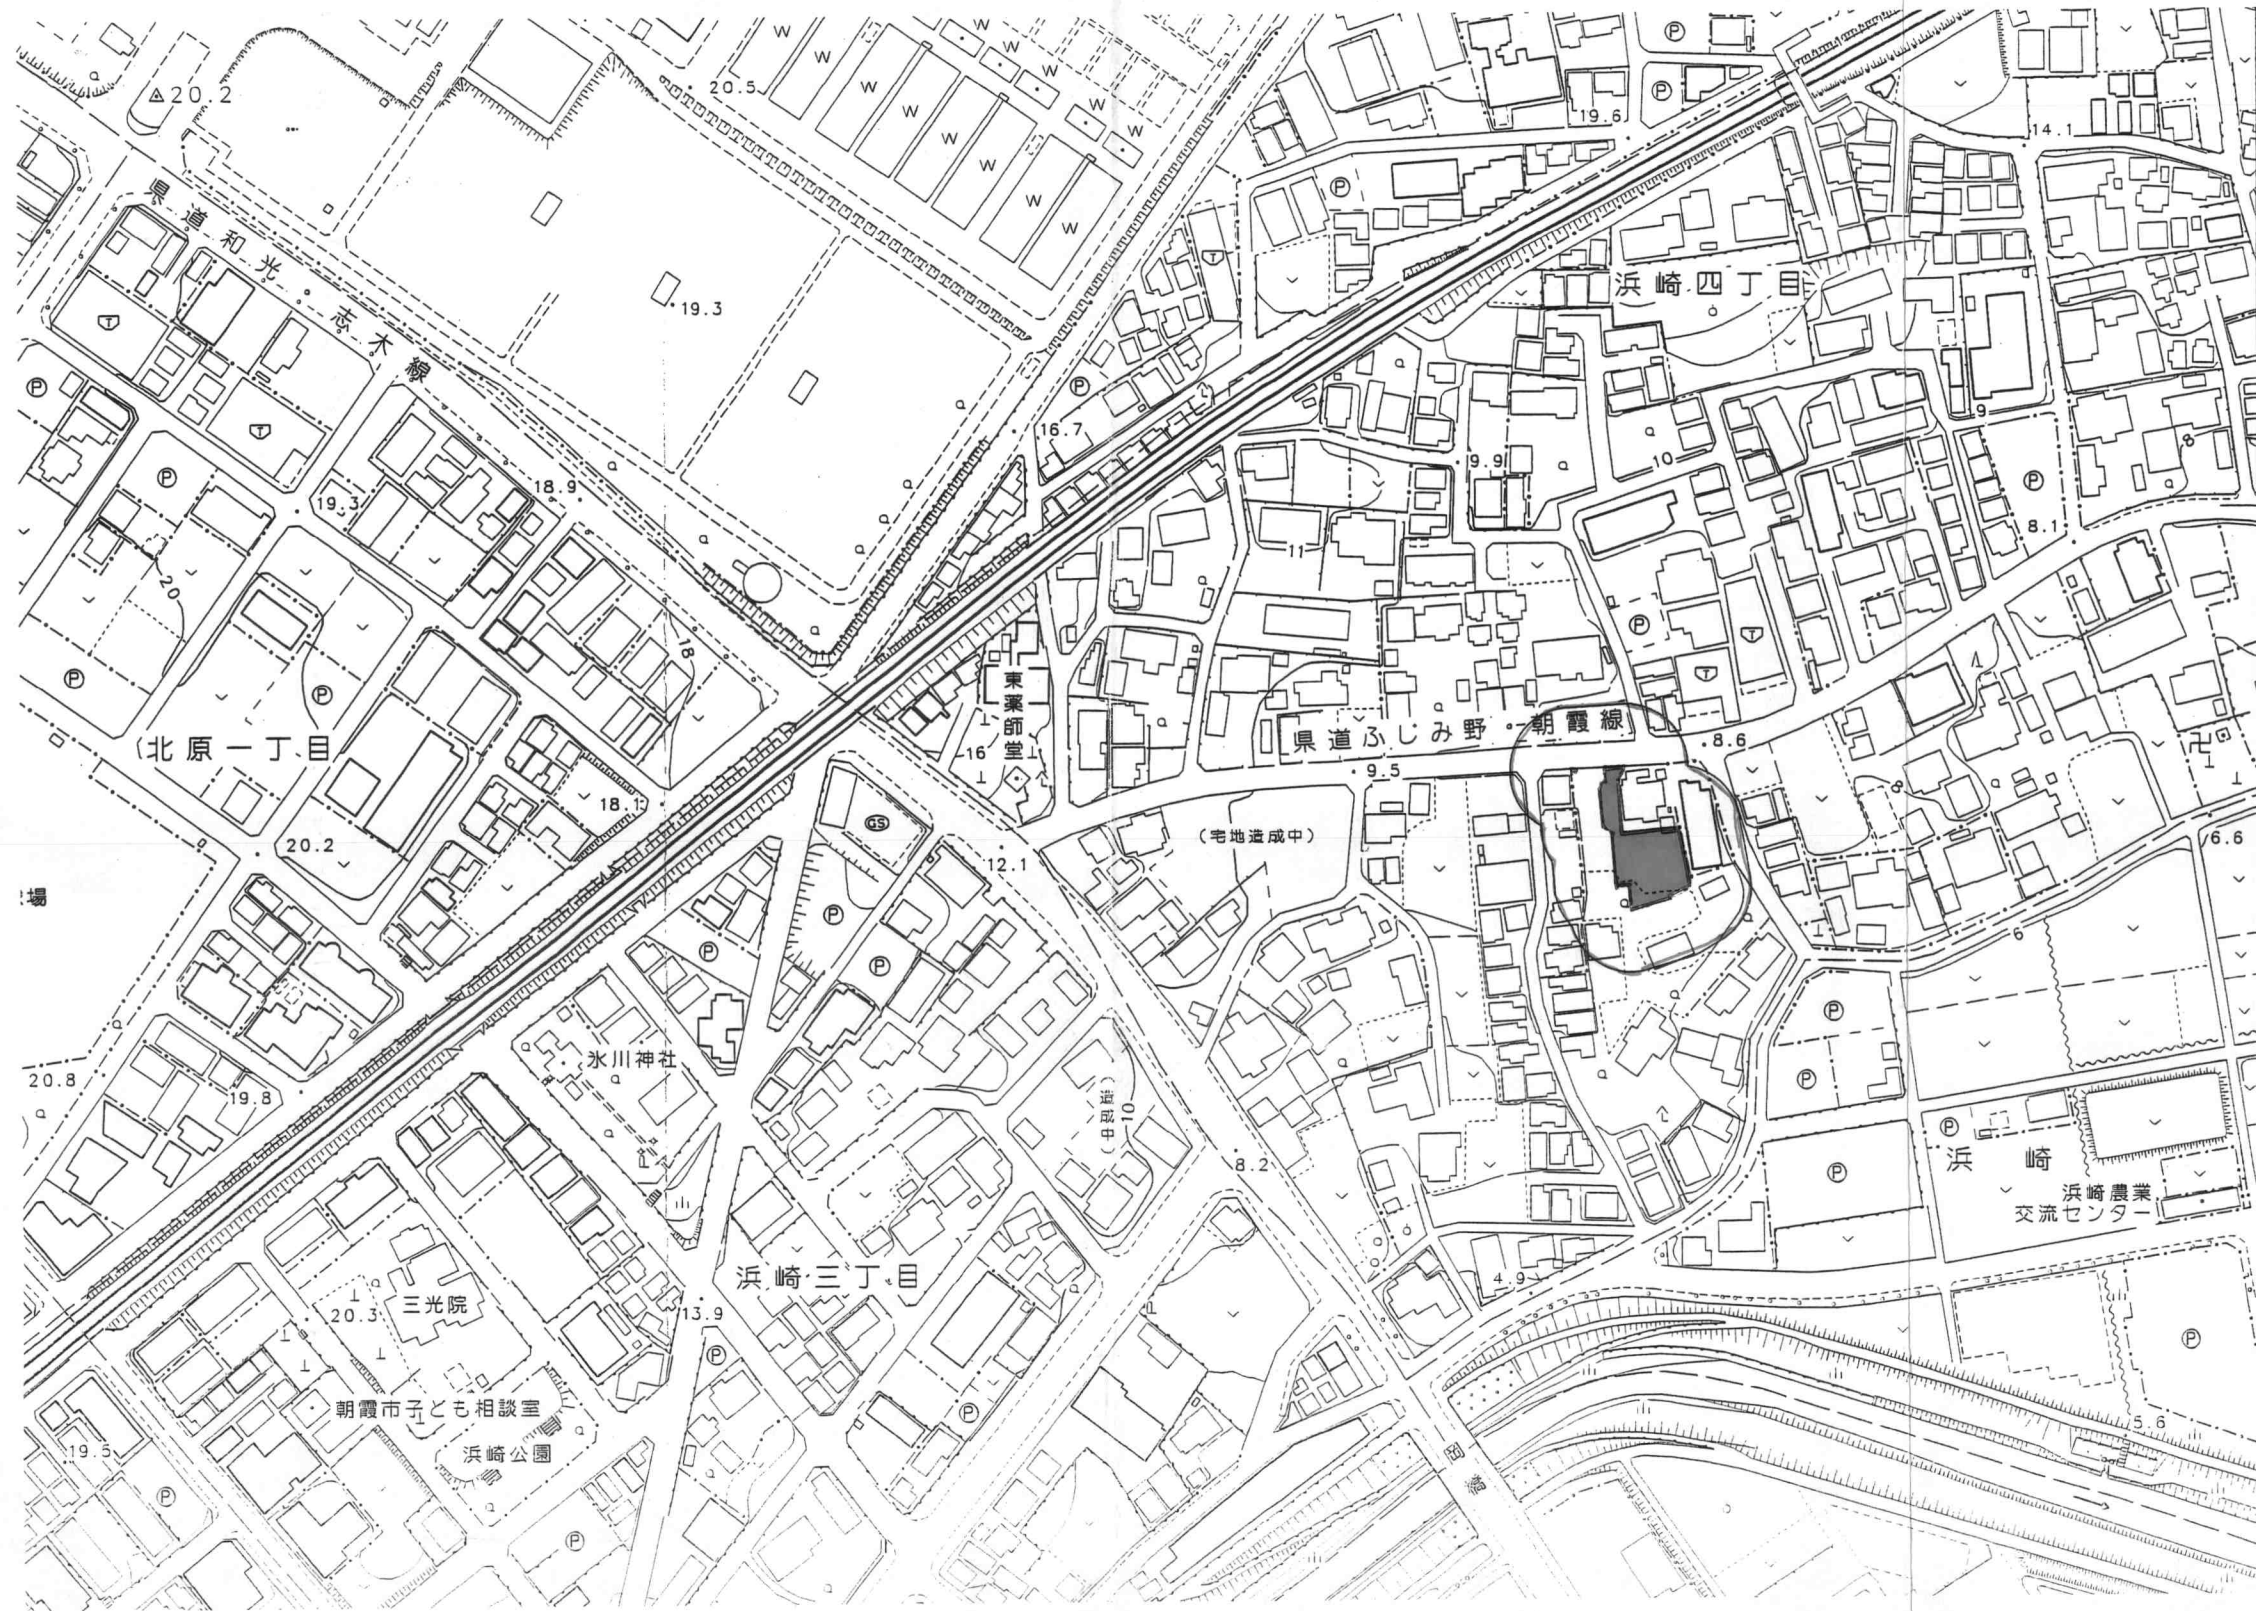 20.2
20.5
W W W W W W W
W W W W W W
P
19.6
P
14.1
県道和光・志木線
P
T
浜崎四丁目
19.3
T
P
P
T
16.7
P
19.3
18.9
9.9
10
9
8
P
8.1
11
20
P
T
18
P
P
T
東薬師堂
県道ふじみ野・朝霞線
8.6
北原一丁目
16
9.5
8
18.1
GS
(宅地造成中)
20.2
12.1
6.6
場
P
P
P
6
P
氷川神社
20.8
19.8
(造成中)
10
P
P
浜崎
8.2
P
浜崎農業
交流センター
浜崎三丁目
4.9
三光院
20.3
13.9
P
P
朝霞市子ども相談室
浜崎公園
P
19.5
5.6
P
P